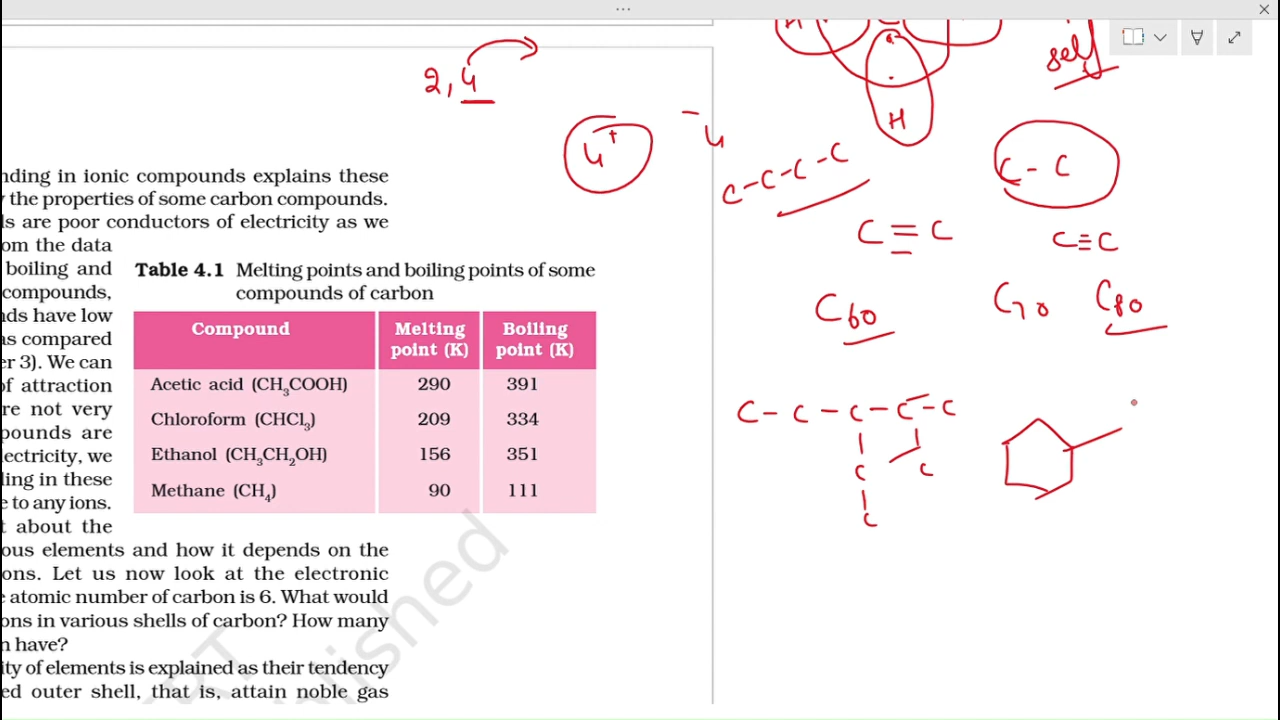 2, 4
4+
-4
H
H
self
C-C-C-C
C-C
C=C
C≡C
C60
C70
C80
C-C-C-C-C
C
C
C
nding in ionic compounds explains these
the properties of some carbon compounds.
ls are poor conductors of electricity as we
om the data
boiling and
compounds,
nds have low
as compared
er 3). We can
of attraction
re not very
pounds are
lectricity, we
ling in these
e to any ions.
t about the
ous elements and how it depends on the
ons. Let us now look at the electronic
e atomic number of carbon is 6. What would
ons in various shells of carbon? How many
n have?
ity of elements is explained as their tendency
ed outer shell, that is, attain noble gas
Table 4.1 Melting points and boiling points of some
compounds of carbon
Compound Melting point (K) Boiling point (K)
Acetic acid (CH3COOH) 290 391
Chloroform (CHCl3) 209 334
Ethanol (CH3CH2OH) 156 351
Methane (CH4) 90 111
blished